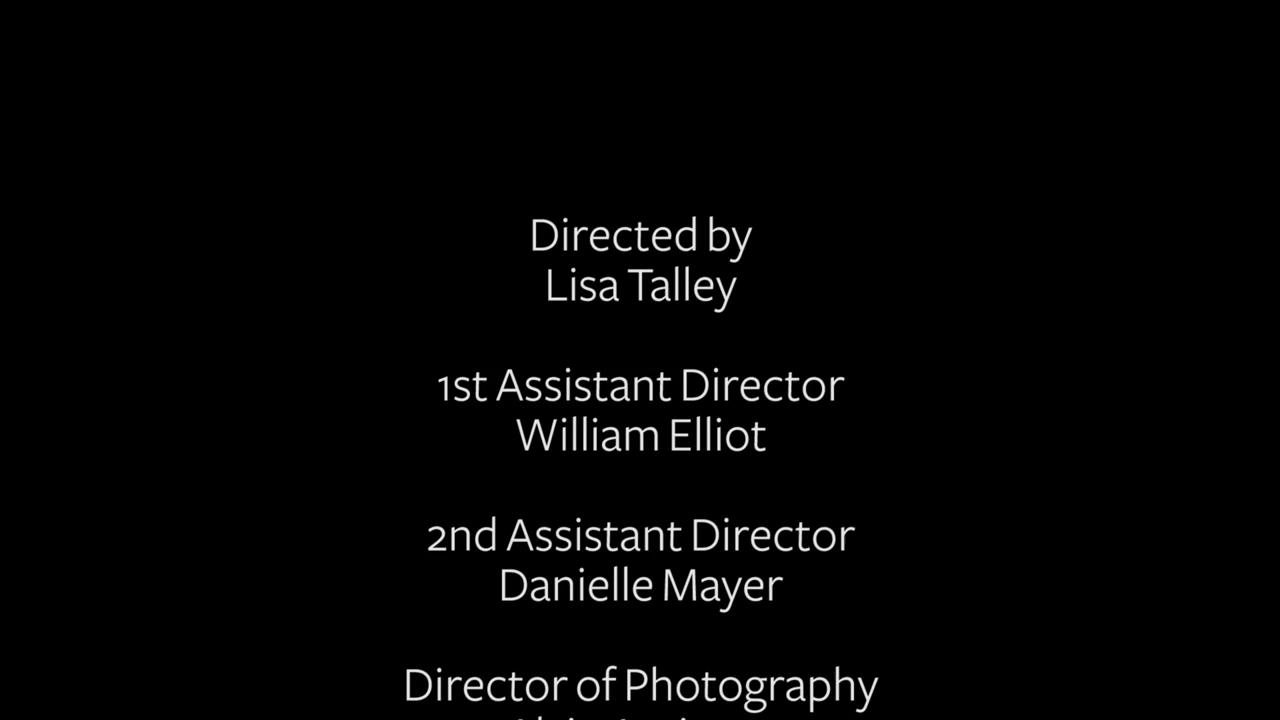 Directed by
Lisa Talley
1st Assistant Director
William Elliot
2nd Assistant Director
Danielle Mayer
Director of Photography